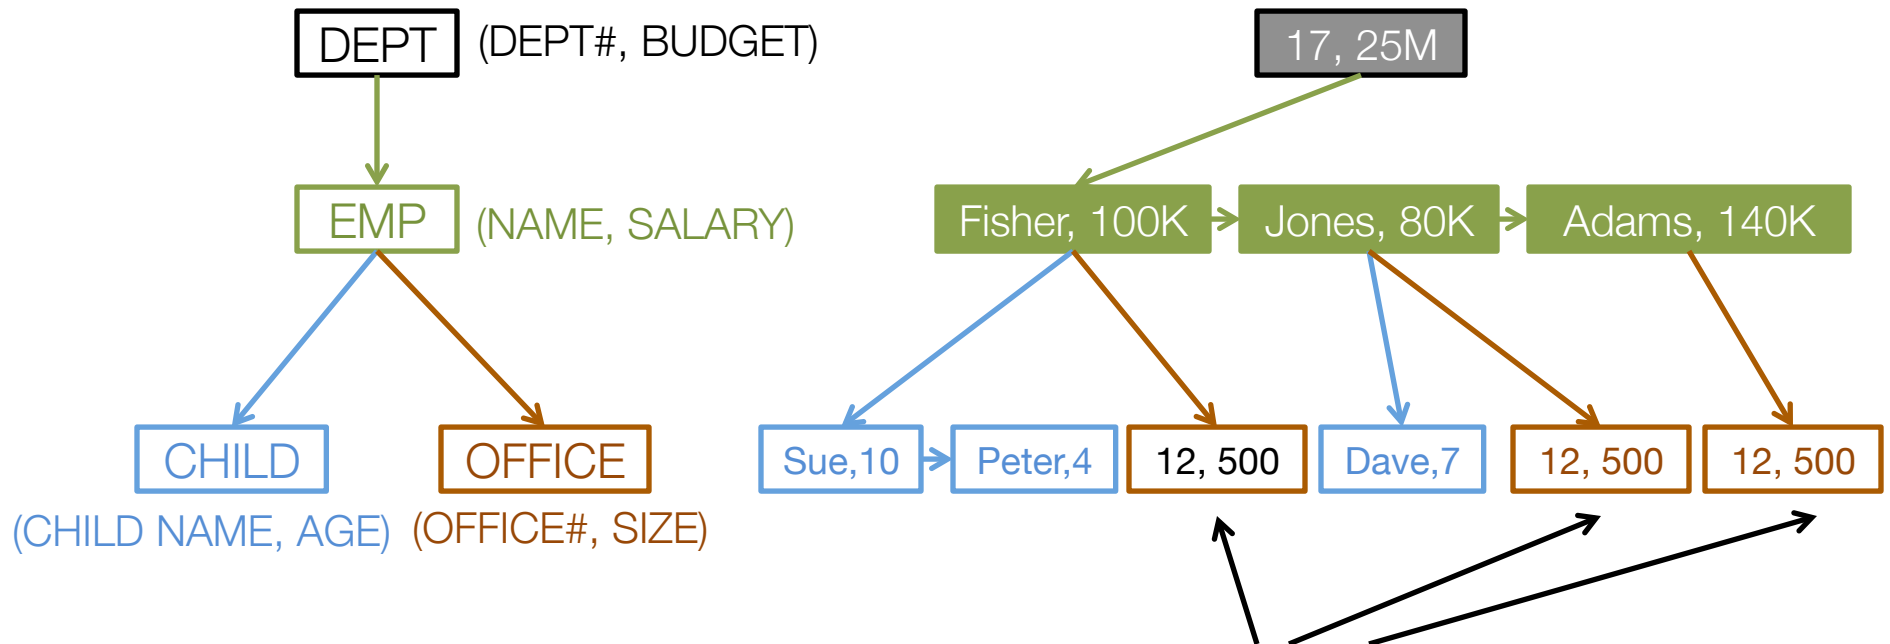 DEPT
(DEPT#, BUDGET)
17, 25M
EMP
(NAME, SALARY)
Fisher, 100K
Jones, 80K
Adams, 140K
CHILD
OFFICE
Sue,10
Peter,4
12, 500
Dave,7
12, 500
12, 500
(CHILD NAME, AGE)
(OFFICE#, SIZE)